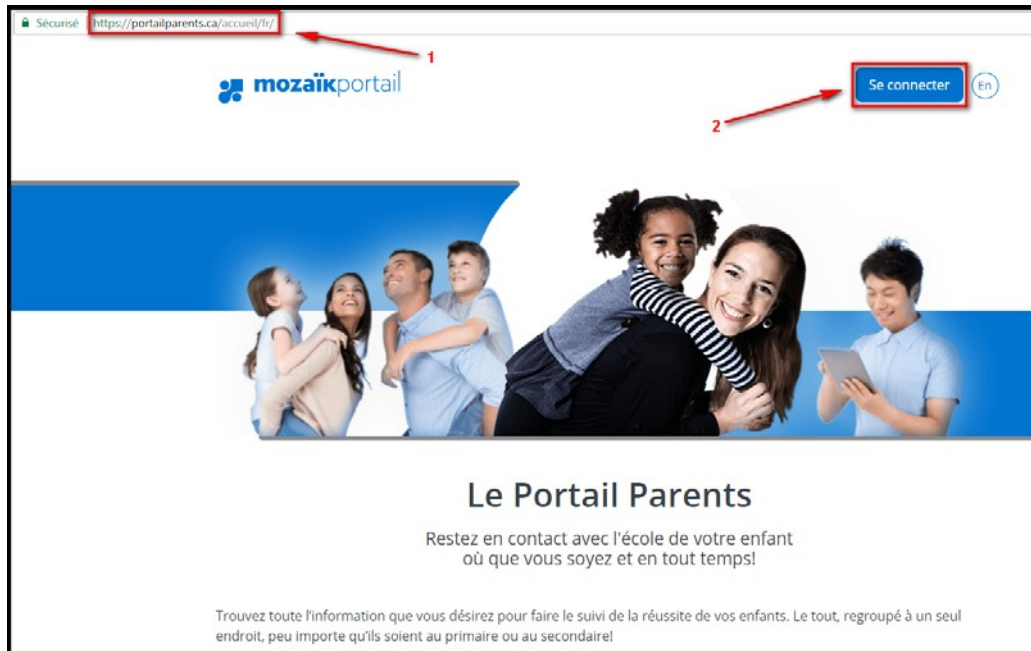 Sécurisé https://portailparents.ca/accueil/fr/
1
mozaïkportail
Se connecter
En
2
Le Portail Parents
Restez en contact avec l'école de votre enfant
où que vous soyez et en tout temps!
Trouvez toute l'information que vous désirez pour faire le suivi de la réussite de vos enfants. Le tout, regroupé à un seul
endroit, peu importe qu'ils soient au primaire ou au secondaire!